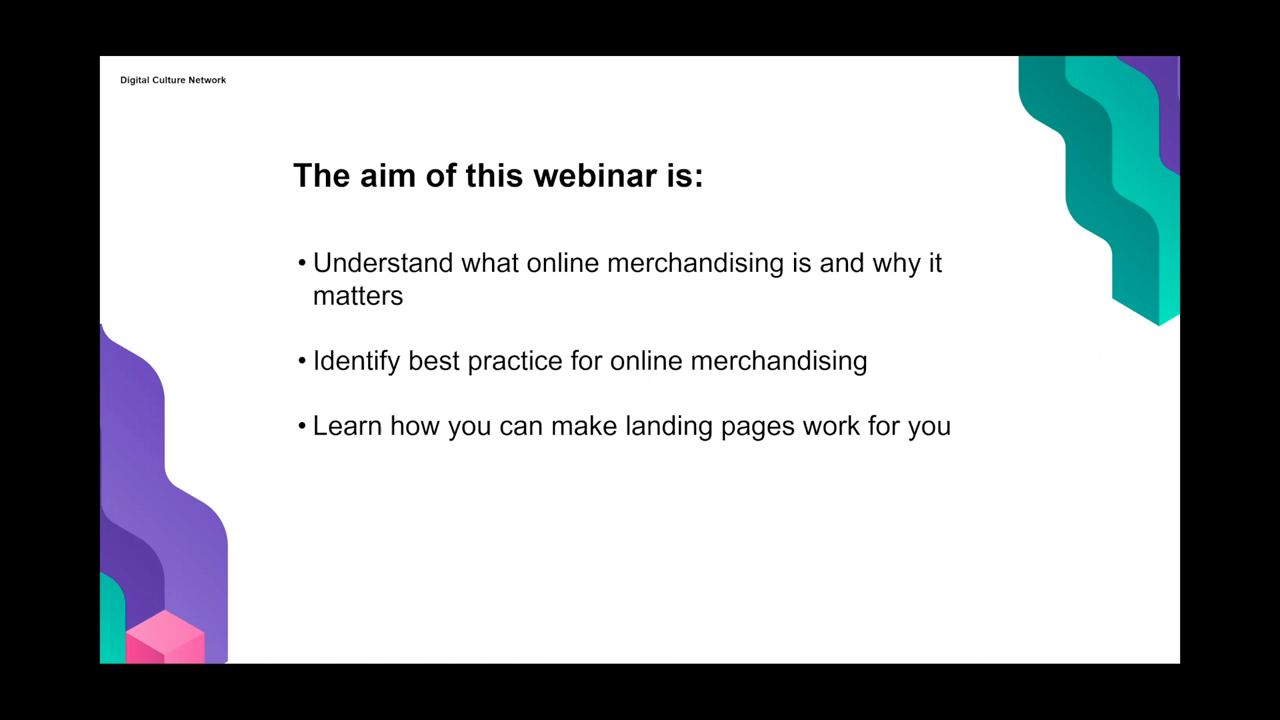 Digital Culture Network
The aim of this webinar is:
• Understand what online merchandising is and why it
matters
• Identify best practice for online merchandising
• Learn how you can make landing pages work for you